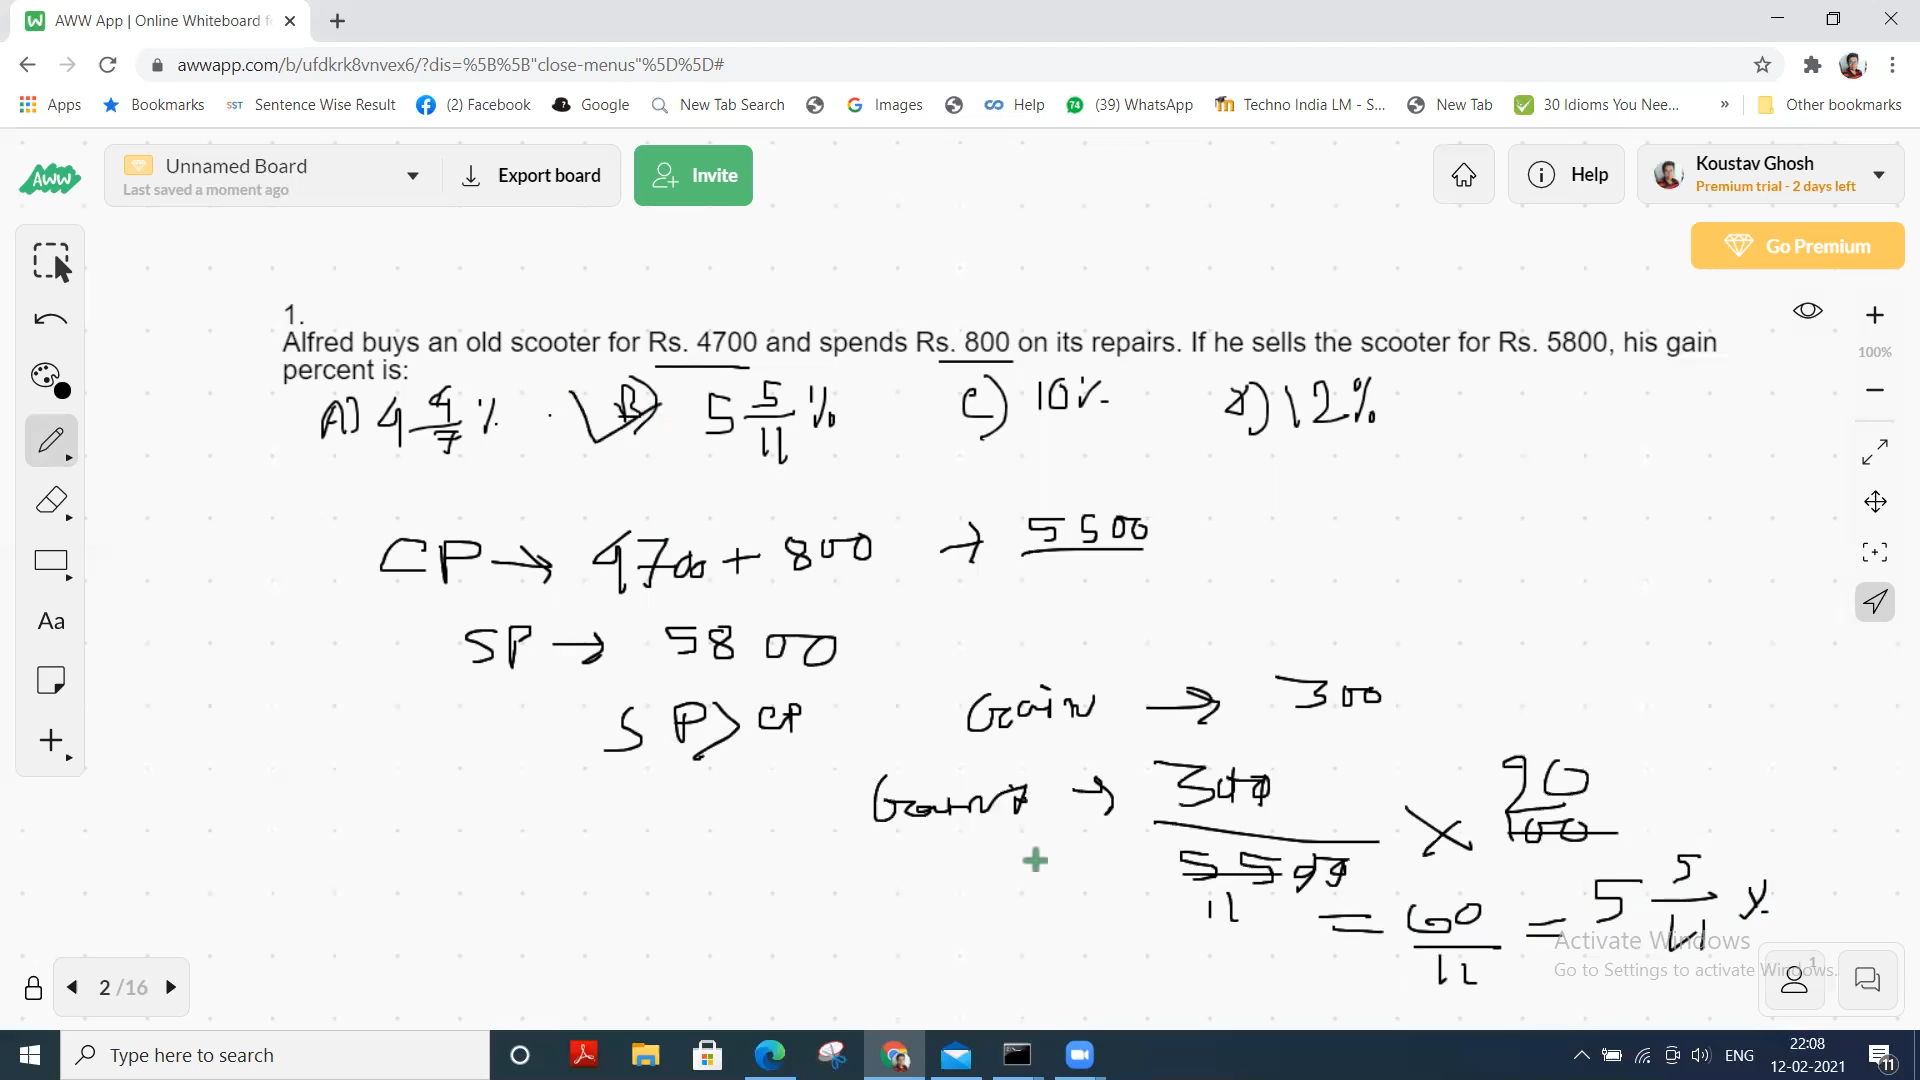 AWW App | Online Whiteboard f
awwapp.com/b/ufdkrk8vnvex6/?dis=%5B%5B"close-menus"%5D%5D#
Apps Bookmarks SST Sentence Wise Result (2) Facebook Google New Tab Search Images Help 74 (39) WhatsApp Techno India LM - S... New Tab 30 Idioms You Nee... » Other bookmarks
AWW Unnamed Board Export board Invite Help Koustav Ghosh
Last saved a moment ago Premium trial - 2 days left
Go Premium
100%
1.
Alfred buys an old scooter for Rs. 4700 and spends Rs. 800 on its repairs. If he sells the scooter for Rs. 5800, his gain
percent is:
A) 4 4/7 % B) 5 5/11 % C) 10% D) 12%
CP → 4700 + 800 → 5500
SP → 5800
SP > CP Gain → 300
Gain% → 300/5500 × 100
20
11
= 60/11 = 5 5/11 %
Aa
Activate Windows
Go to Settings to activate Windows.
2 /16
1
Type here to search
ENG
22:08
12-02-2021
11